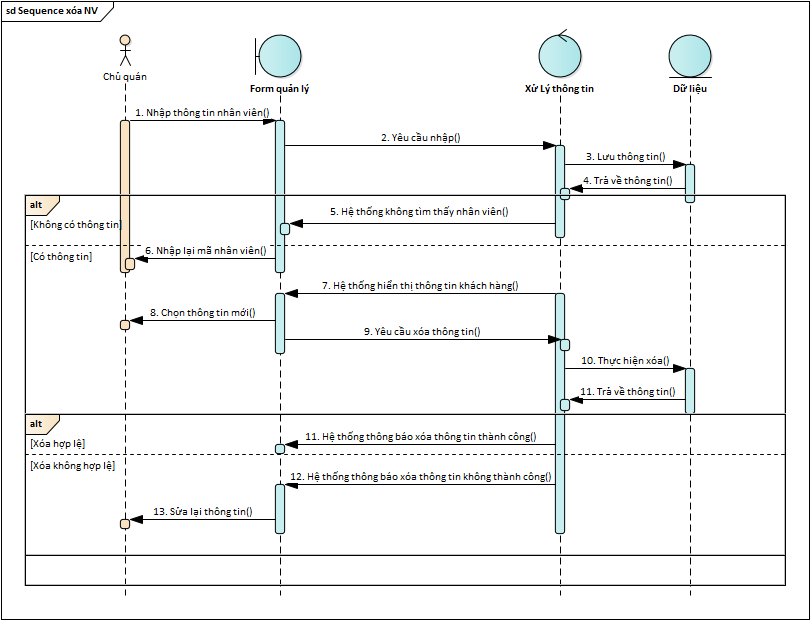 sd Sequence xóa NV
Chủ quán
Form quản lý
Xử Lý thông tin
Dữ liệu
1. Nhập thông tin nhân viên()
2. Yêu cầu nhập()
3. Lưu thông tin()
4. Trả về thông tin()
alt
5. Hệ thống không tìm thấy nhân viên()
[Không có thông tin]
6. Nhập lại mã nhân viên()
[Có thông tin]
7. Hệ thống hiển thị thông tin khách hàng()
8. Chọn thông tin mới()
9. Yêu cầu xóa thông tin()
10. Thực hiện xóa()
11. Trả về thông tin()
alt
11. Hệ thống thông báo xóa thông tin thành công()
[Xóa hợp lệ]
[Xóa không hợp lệ]
12. Hệ thống thông báo xóa thông tin không thành công()
13. Sửa lại thông tin()